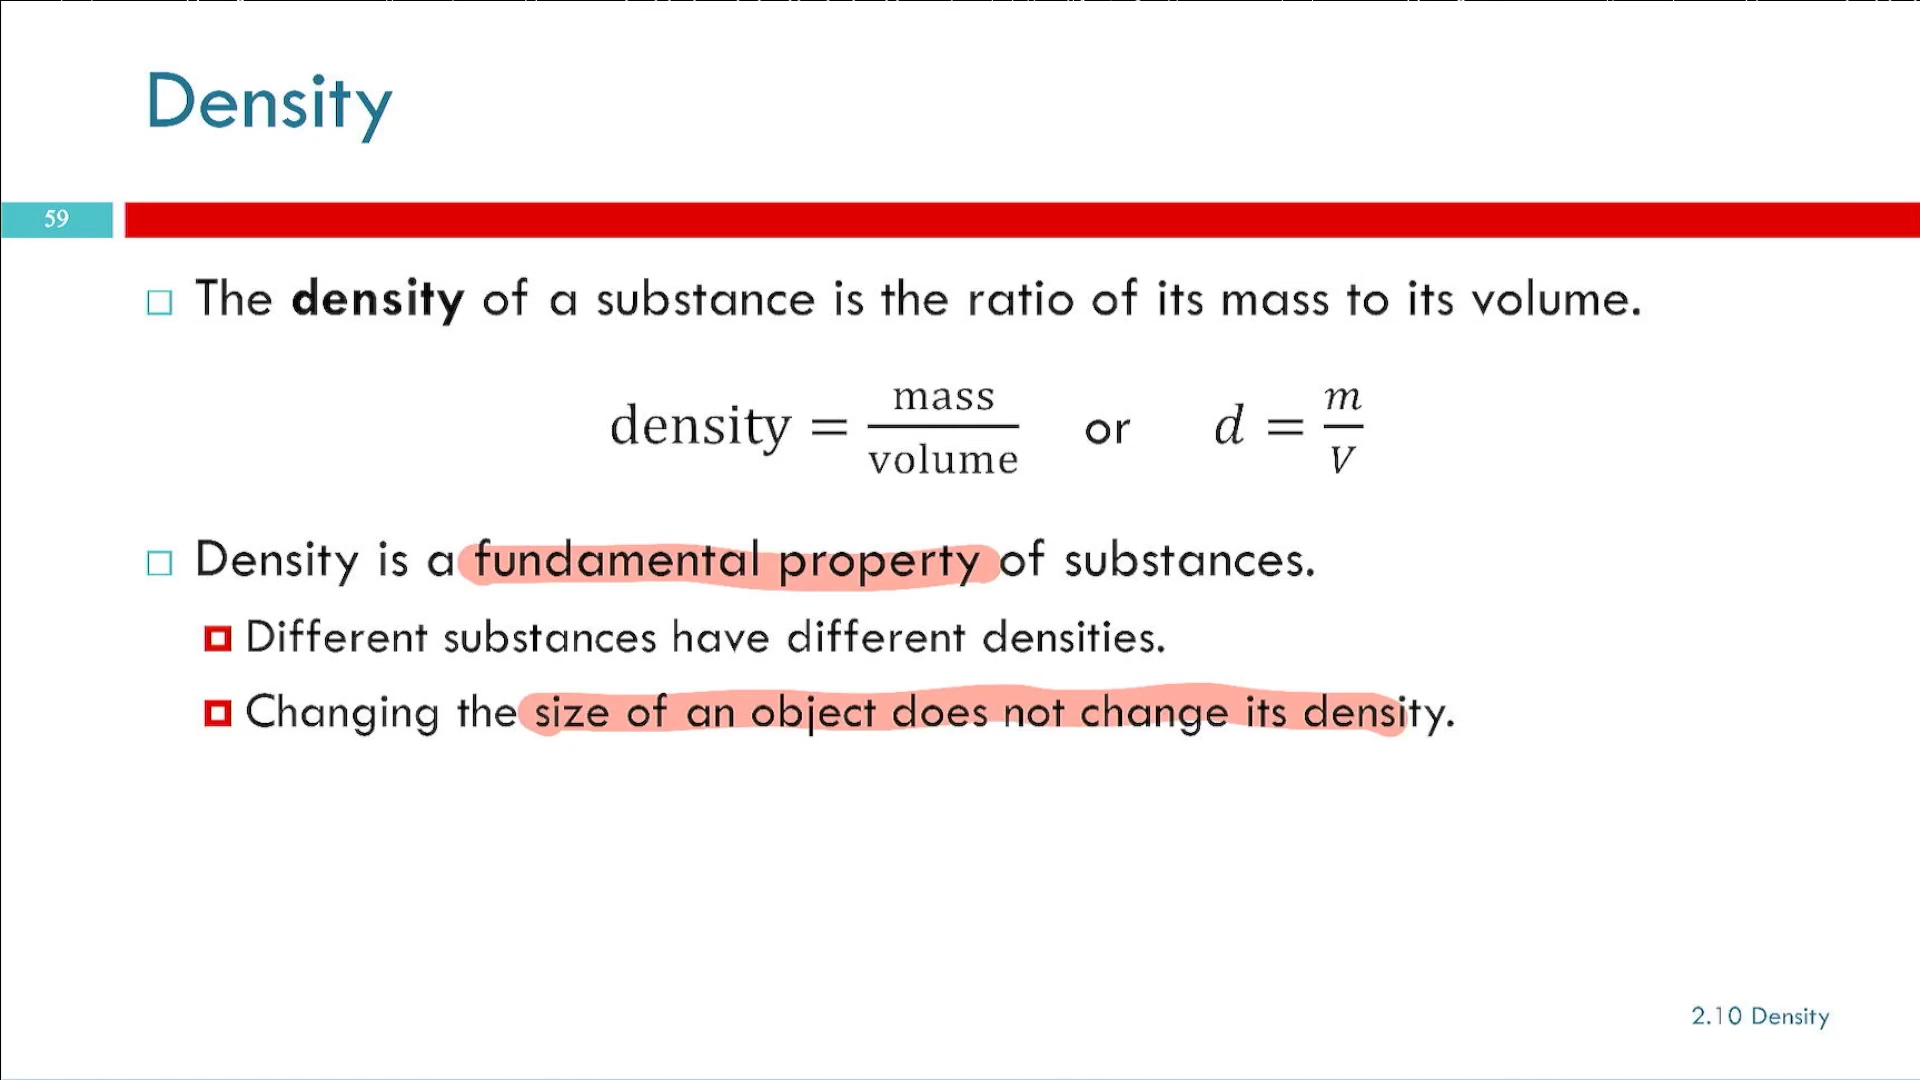 Density
59
The density of a substance is the ratio of its mass to its volume.
density = mass/volume or d = m/V
Density is a fundamental property of substances.
Different substances have different densities.
Changing the size of an object does not change its density.
2.10 Density